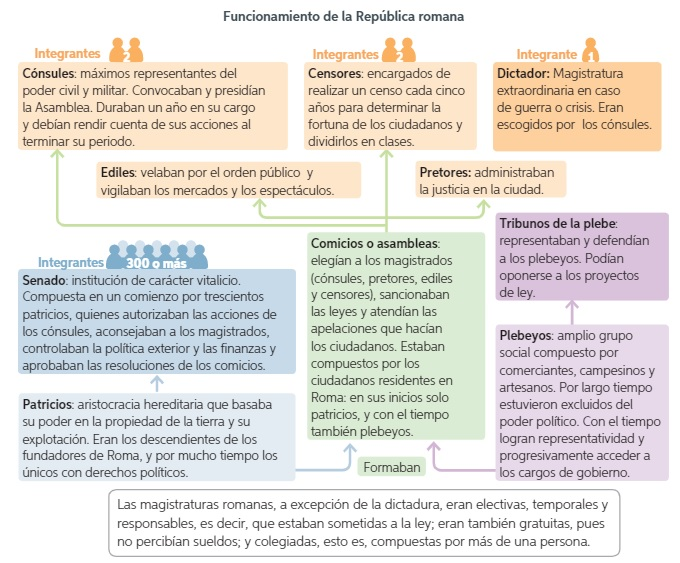 Funcionamiento de la República romana
Integrantes 2
Cónsules: máximos representantes del
poder civil y militar. Convocaban y presidían
la Asamblea. Duraban un año en su cargo
y debían rendir cuenta de sus acciones al
terminar su periodo.
Integrantes 2
Censores: encargados de
realizar un censo cada cinco
años para determinar la
fortuna de los ciudadanos y
dividirlos en clases.
Integrante 1
Dictador: Magistratura
extraordinaria en caso
de guerra o crisis. Eran
escogidos por los cónsules.
Ediles: velaban por el orden público y
vigilaban los mercados y los espectáculos.
Pretores: administraban
la justicia en la ciudad.
Integrantes 300 o más
Senado: institución de carácter vitalicio.
Compuesta en un comienzo por trescientos
patricios, quienes autorizaban las acciones de
los cónsules, aconsejaban a los magistrados,
controlaban la política exterior y las finanzas y
aprobaban las resoluciones de los comicios.
Comicios o asambleas:
elegían a los magistrados
(cónsules, pretores, ediles
y censores), sancionaban
las leyes y atendían las
apelaciones que hacían
los ciudadanos. Estaban
compuestos por los
ciudadanos residentes en
Roma: en sus inicios solo
patricios, y con el tiempo
también plebeyos.
Tribunos de la plebe:
representaban y defendían
a los plebeyos. Podían
oponerse a los proyectos
de ley.
Patricios: aristocracia hereditaria que basaba
su poder en la propiedad de la tierra y su
explotación. Eran los descendientes de los
fundadores de Roma, y por mucho tiempo los
únicos con derechos políticos.
Formaban
Plebeyos: amplio grupo
social compuesto por
comerciantes, campesinos y
artesanos. Por largo tiempo
estuvieron excluidos del
poder político. Con el tiempo
logran representatividad y
progresivamente acceder a
los cargos de gobierno.
Las magistraturas romanas, a excepción de la dictadura, eran electivas, temporales y
responsables, es decir, que estaban sometidas a la ley; eran también gratuitas, pues
no percibían sueldos; y colegiadas, esto es, compuestas por más de una persona.